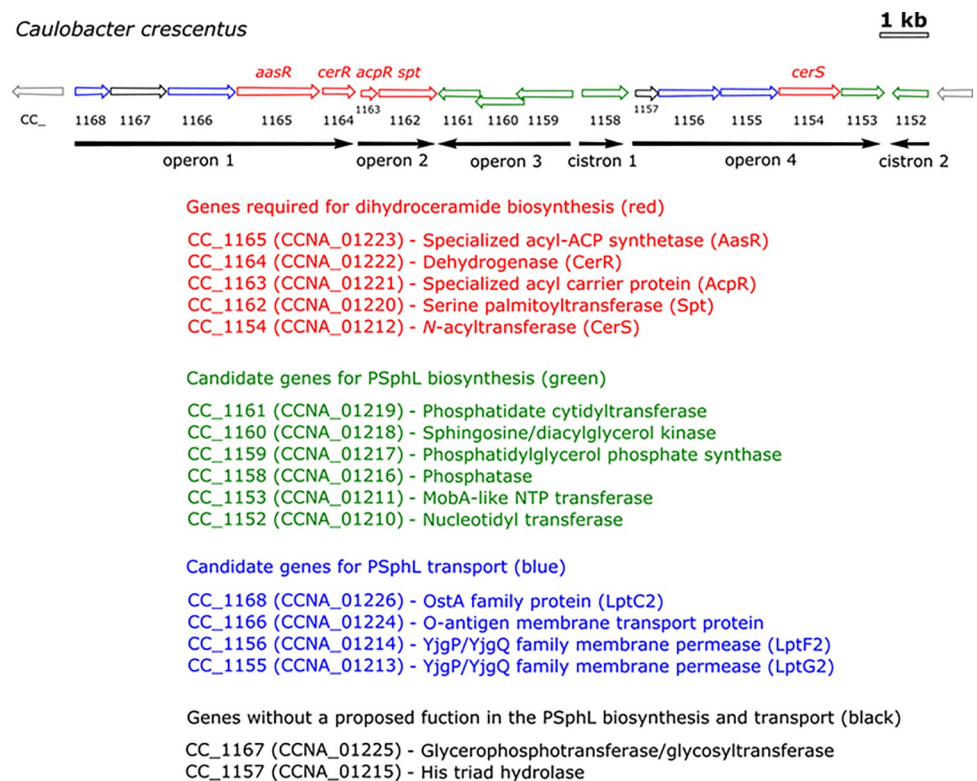 Caulobacter crescentus
1 kb
aasR cerR acpR spt cerS
CC_ 1168 1167 1166 1165 1164 1163 1162 1161 1160 1159 1158 1157 1156 1155 1154 1153 1152
operon 1 operon 2 operon 3 cistron 1 operon 4 cistron 2
Genes required for dihydroceramide biosynthesis (red)
CC_1165 (CCNA_01223) - Specialized acyl-ACP synthetase (AasR)
CC_1164 (CCNA_01222) - Dehydrogenase (CerR)
CC_1163 (CCNA_01221) - Specialized acyl carrier protein (AcpR)
CC_1162 (CCNA_01220) - Serine palmitoyltransferase (Spt)
CC_1154 (CCNA_01212) - N-acyltransferase (CerS)
Candidate genes for PSphL biosynthesis (green)
CC_1161 (CCNA_01219) - Phosphatidate cytidyltransferase
CC_1160 (CCNA_01218) - Sphingosine/diacylglycerol kinase
CC_1159 (CCNA_01217) - Phosphatidylglycerol phosphate synthase
CC_1158 (CCNA_01216) - Phosphatase
CC_1153 (CCNA_01211) - MobA-like NTP transferase
CC_1152 (CCNA_01210) - Nucleotidyl transferase
Candidate genes for PSphL transport (blue)
CC_1168 (CCNA_01226) - OstA family protein (LptC2)
CC_1166 (CCNA_01224) - O-antigen membrane transport protein
CC_1156 (CCNA_01214) - YjgP/YjgQ family membrane permease (LptF2)
CC_1155 (CCNA_01213) - YjgP/YjgQ family membrane permease (LptG2)
Genes without a proposed fuction in the PSphL biosynthesis and transport (black)
CC_1167 (CCNA_01225) - Glycerophosphotransferase/glycosyltransferase
CC_1157 (CCNA_01215) - His triad hydrolase